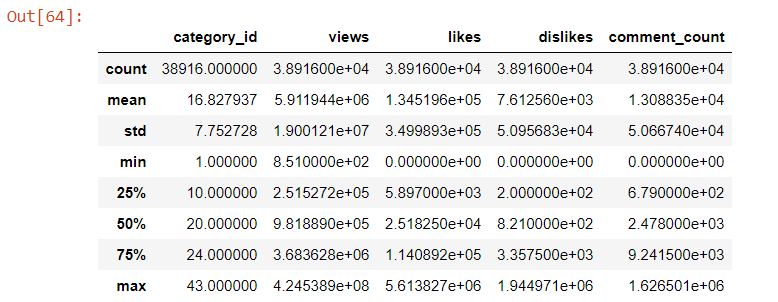 Out[64]:
category_id views likes dislikes comment_count
count 38916.000000 3.891600e+04 3.891600e+04 3.891600e+04 3.891600e+04
mean 16.827937 5.911944e+06 1.345196e+05 7.612560e+03 1.308835e+04
std 7.752728 1.900121e+07 3.499893e+05 5.095683e+04 5.066740e+04
min 1.000000 8.510000e+02 0.000000e+00 0.000000e+00 0.000000e+00
25% 10.000000 2.515272e+05 5.897000e+03 2.000000e+02 6.790000e+02
50% 20.000000 9.818890e+05 2.518250e+04 8.210000e+02 2.478000e+03
75% 24.000000 3.683628e+06 1.140892e+05 3.357500e+03 9.241500e+03
max 43.000000 4.245389e+08 5.613827e+06 1.944971e+06 1.626501e+06